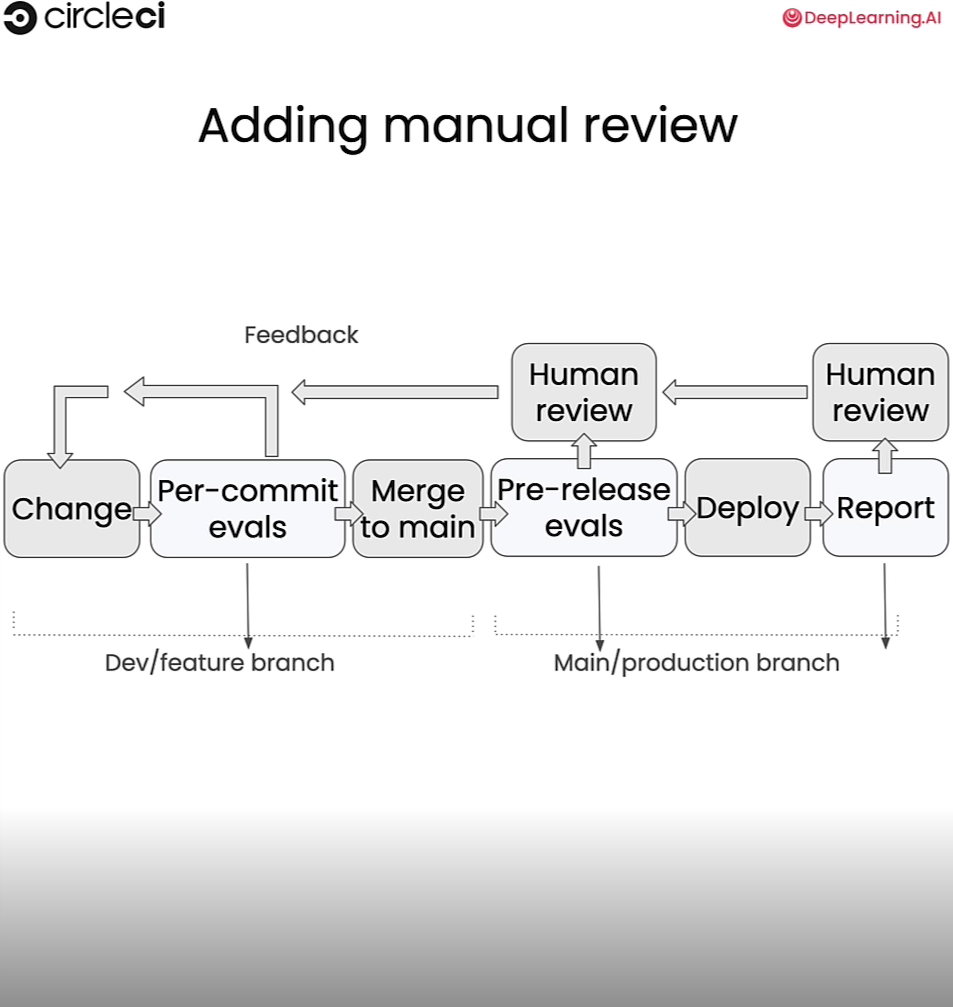 circleci
DeepLearning.AI
Adding manual review
Feedback
Human
review
Human
review
Change
Per-commit
evals
Merge
to main
Pre-release
evals
Deploy
Report
Dev/feature branch
Main/production branch